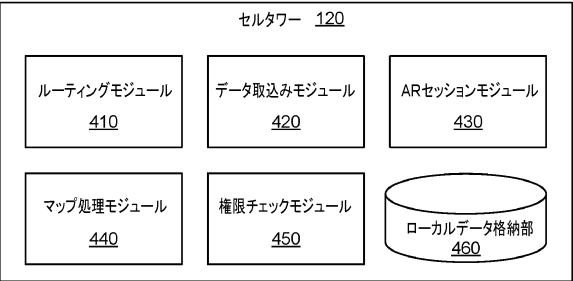 セルタワー 120
ルーティングモジュール
410
データ取込みモジュール
420
ARセッションモジュール
430
マップ処理モジュール
440
権限チェックモジュール
450
ローカルデータ格納部
460